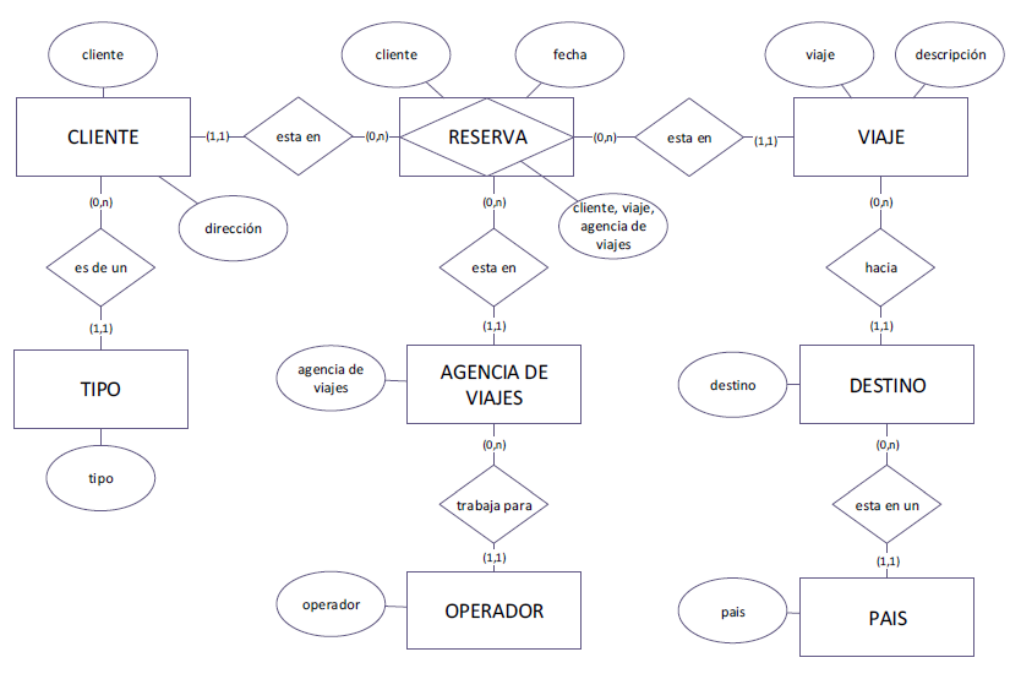 cliente
cliente
fecha
viaje
descripción
CLIENTE
(1,1)
esta en
(0,n)
RESERVA
(0,n)
esta en
(1,1)
VIAJE
(0,n)
dirección
(0,n)
cliente, viaje,
agencia de
viajes
(0,n)
es de un
esta en
hacia
(1,1)
(1,1)
(1,1)
TIPO
agencia de
viajes
AGENCIA DE
VIAJES
destino
DESTINO
tipo
(0,n)
(0,n)
trabaja para
esta en un
(1,1)
(1,1)
operador
OPERADOR
pais
PAIS